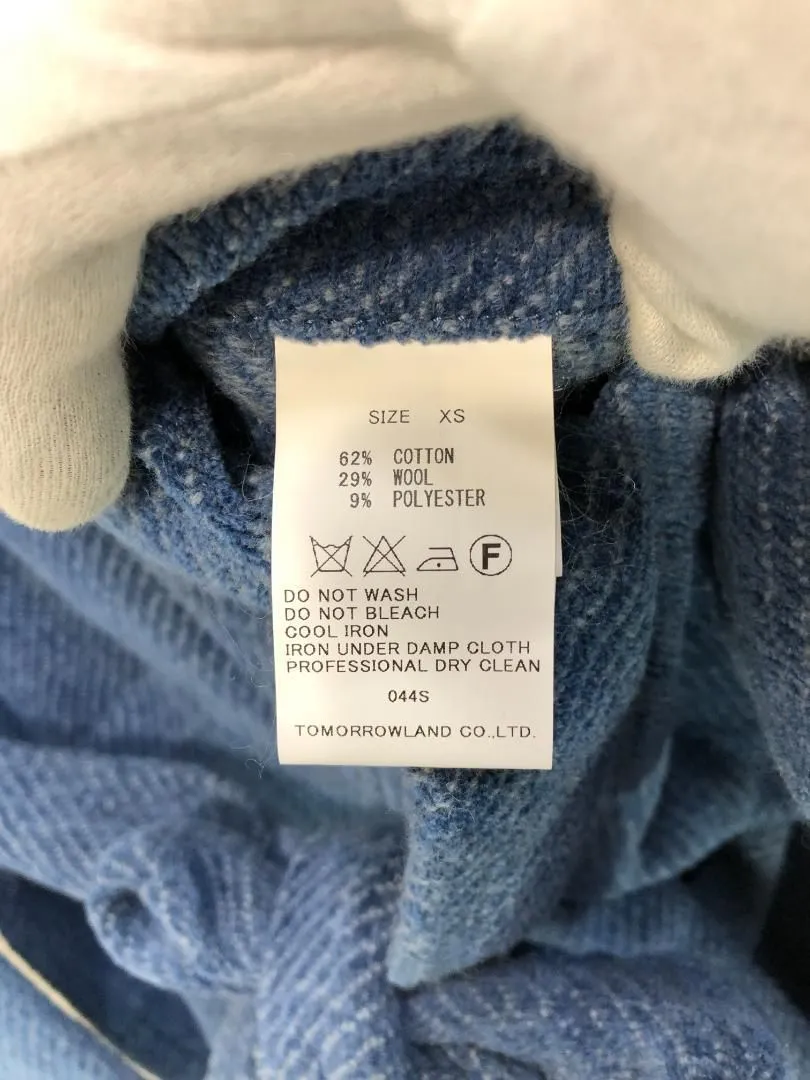 SIZE XS
62% COTTON
29% WOOL
9% POLYESTER
F
DO NOT WASH
DO NOT BLEACH
COOL IRON
IRON UNDER DAMP CLOTH
PROFESSIONAL DRY CLEAN
044S
TOMORROWLAND CO.,LTD.